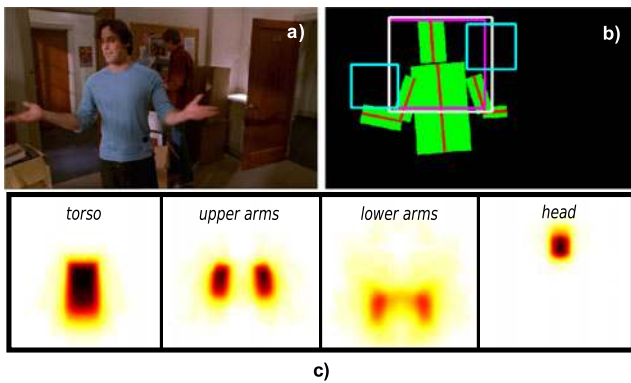 a)
b)
torso
upper arms
lower arms
head
c)